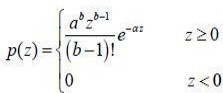 p(z) = { a^b z^(b-1) / (b-1)! e^(-az)    z ≥ 0
0    z < 0